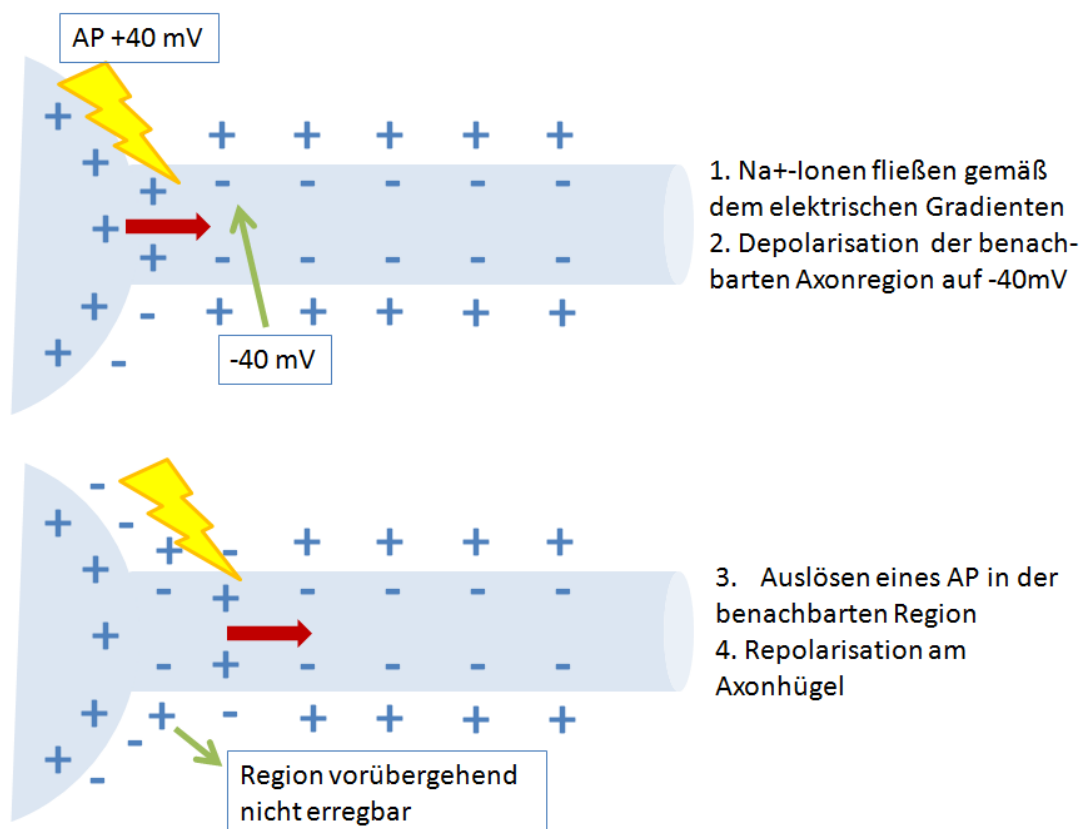 AP +40 mV
1. Na+-Ionen fließen gemäß
dem elektrischen Gradienten
2. Depolarisation der benach-
barten Axonregion auf -40mV
-40 mV
3. Auslösen eines AP in der
benachbarten Region
4. Repolarisation am
Axonhügel
Region vorübergehend
nicht erregbar